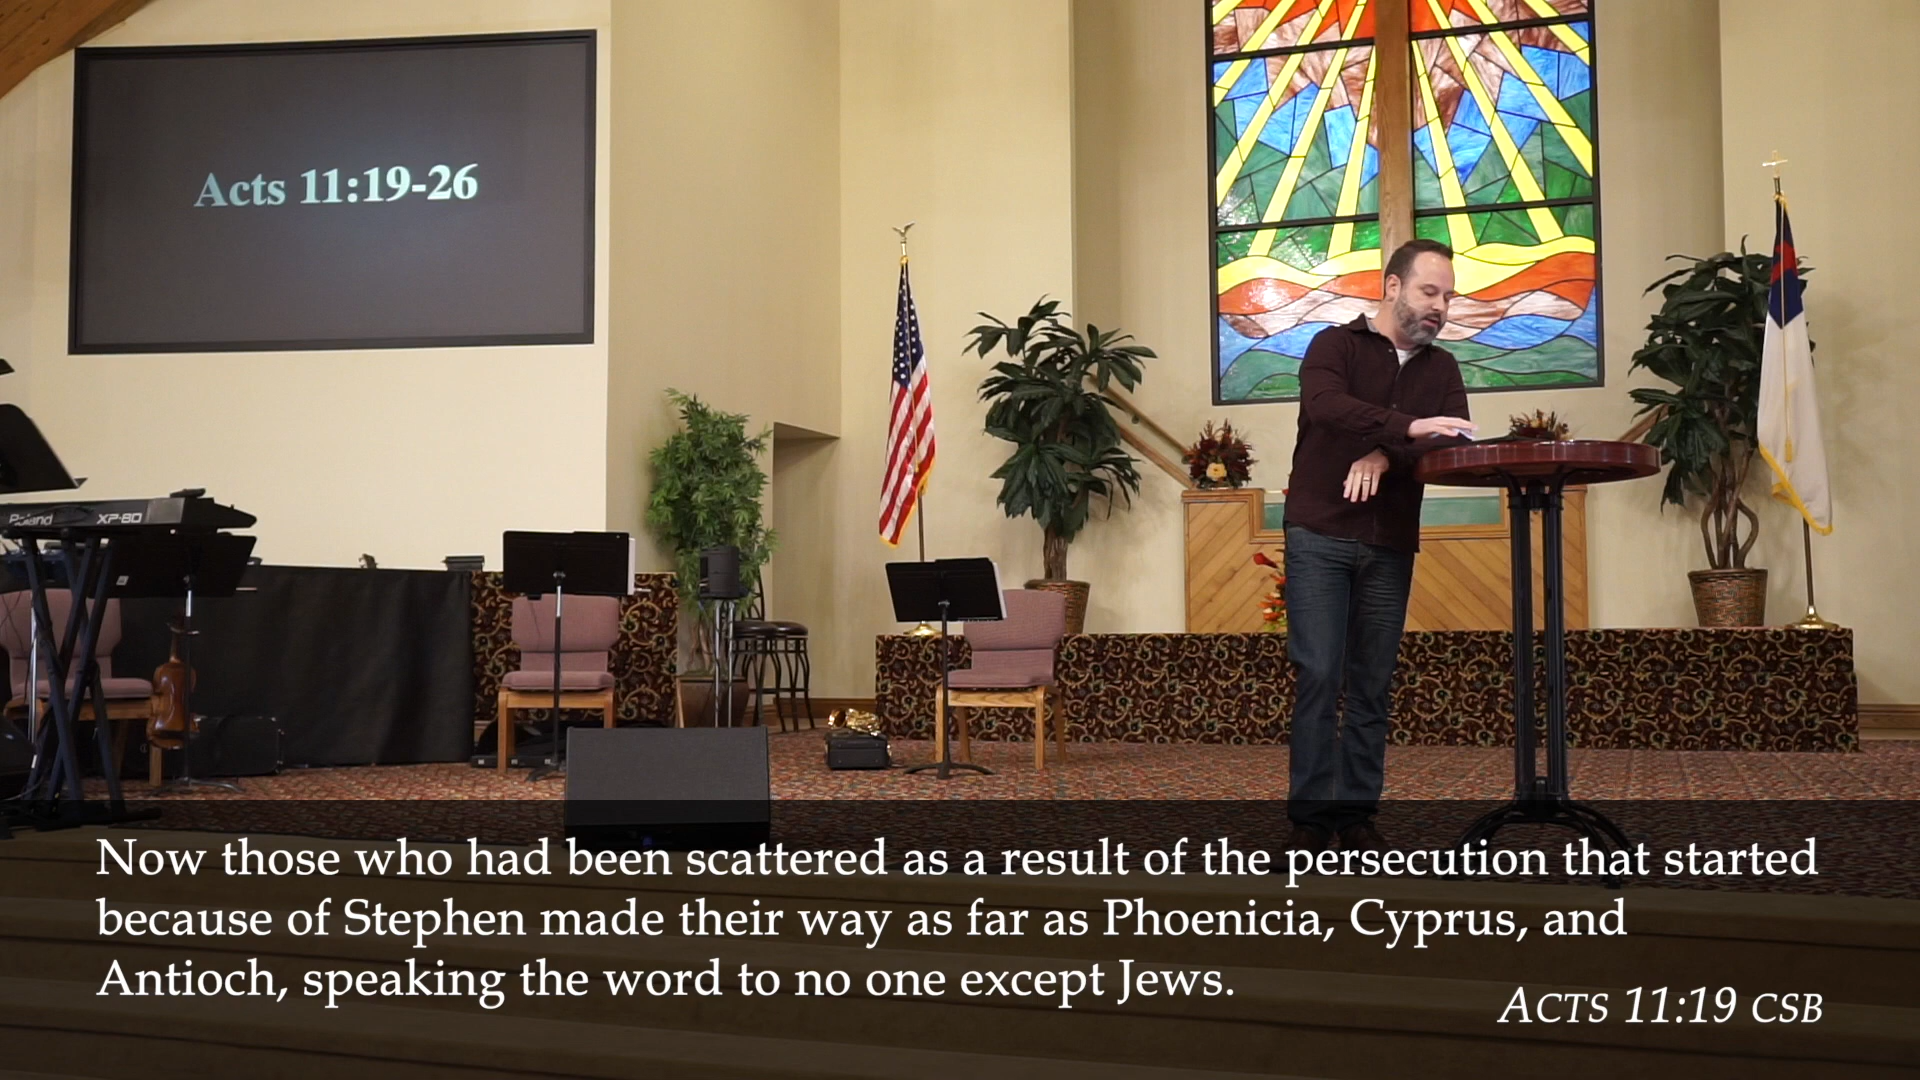 Acts 11:19-26
Roland XP-80
Now those who had been scattered as a result of the persecution that started
because of Stephen made their way as far as Phoenicia, Cyprus, and
Antioch, speaking the word to no one except Jews.
ACTS 11:19 CSB